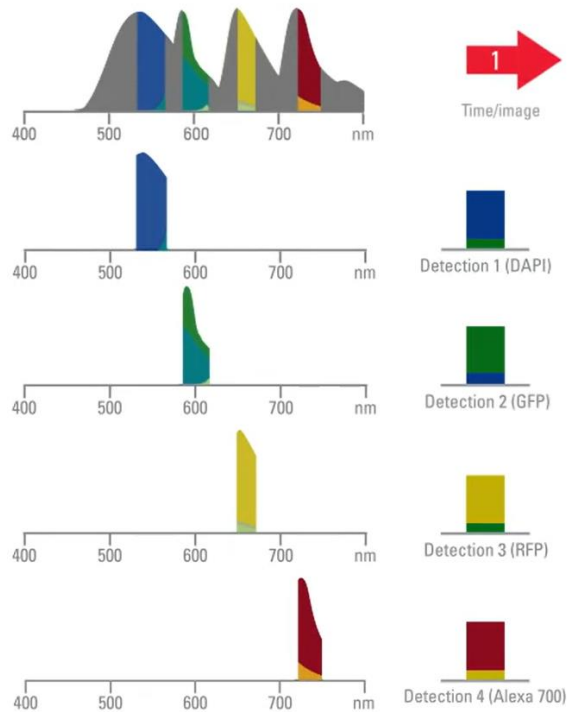 1
400 500 600 700 nm
Time/image
400 500 600 700 nm
Detection 1 (DAPI)
400 500 600 700 nm
Detection 2 (GFP)
400 500 600 700 nm
Detection 3 (RFP)
400 500 600 700 nm
Detection 4 (Alexa 700)